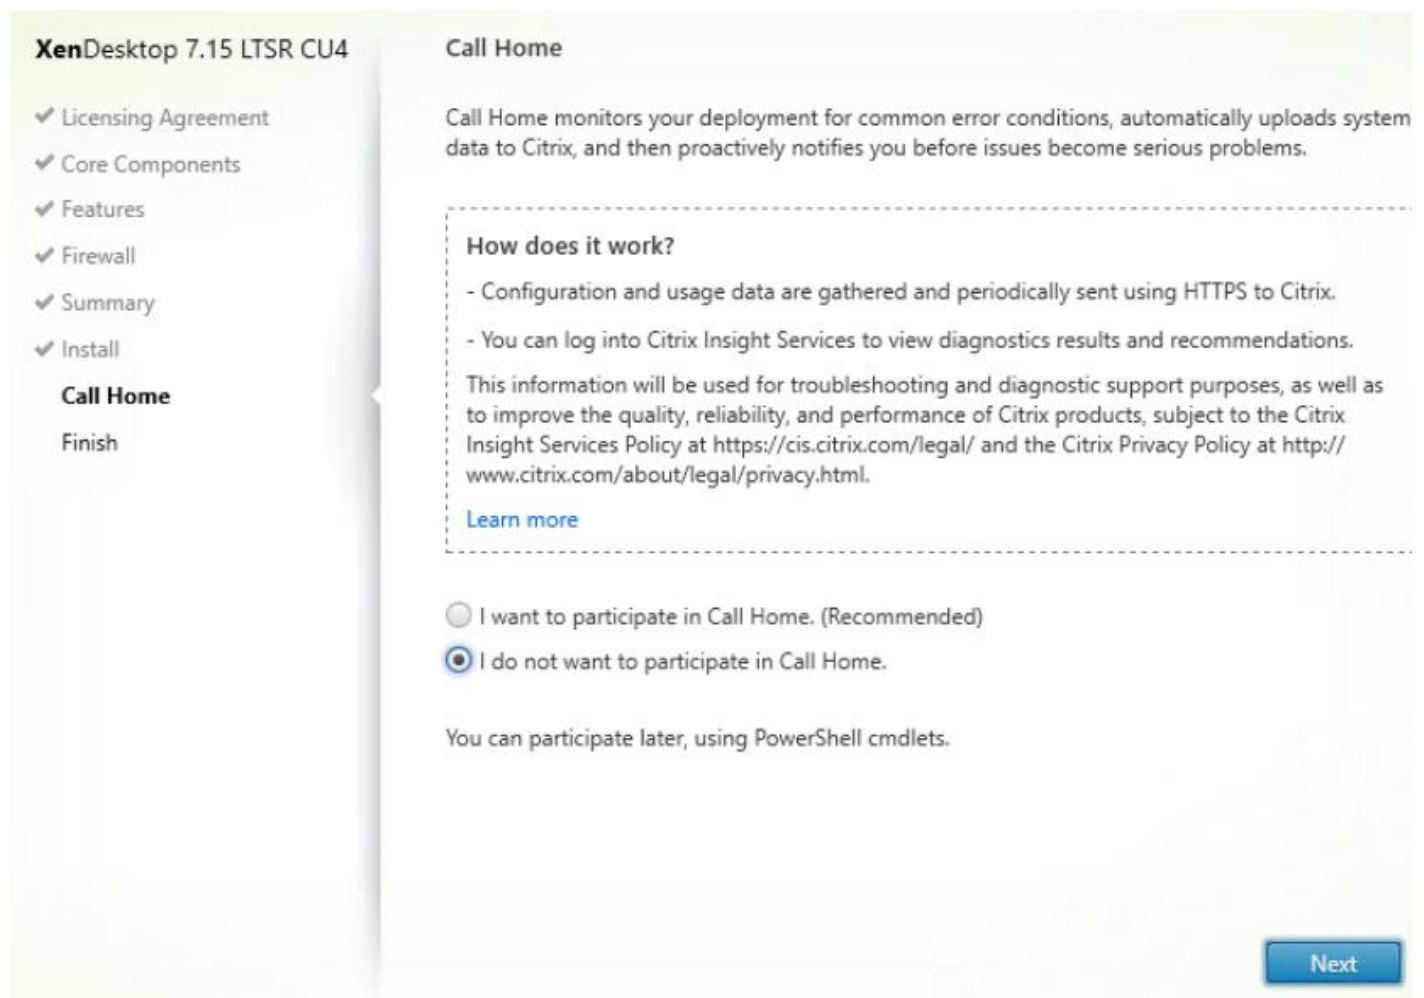 XenDesktop 7.15 LTSR CU4
Licensing Agreement
Core Components
Features
Firewall
Summary
Install
Call Home
Finish
Call Home
Call Home monitors your deployment for common error conditions, automatically uploads system
data to Citrix, and then proactively notifies you before issues become serious problems.
How does it work?
- Configuration and usage data are gathered and periodically sent using HTTPS to Citrix.
- You can log into Citrix Insight Services to view diagnostics results and recommendations.
This information will be used for troubleshooting and diagnostic support purposes, as well as
to improve the quality, reliability, and performance of Citrix products, subject to the Citrix
Insight Services Policy at https://cis.citrix.com/legal/ and the Citrix Privacy Policy at http://
www.citrix.com/about/legal/privacy.html.
Learn more
I want to participate in Call Home. (Recommended)
I do not want to participate in Call Home.
You can participate later, using PowerShell cmdlets.
Next